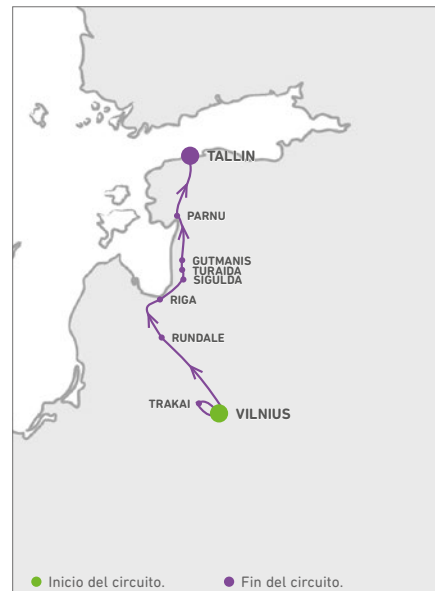 TALLIN
PARNU
GUTMANIS
TURAIDA
SIGULDA
RIGA
RUNDALE
TRAKAI
VILNIUS
Inicio del circuito.
Fin del circuito.